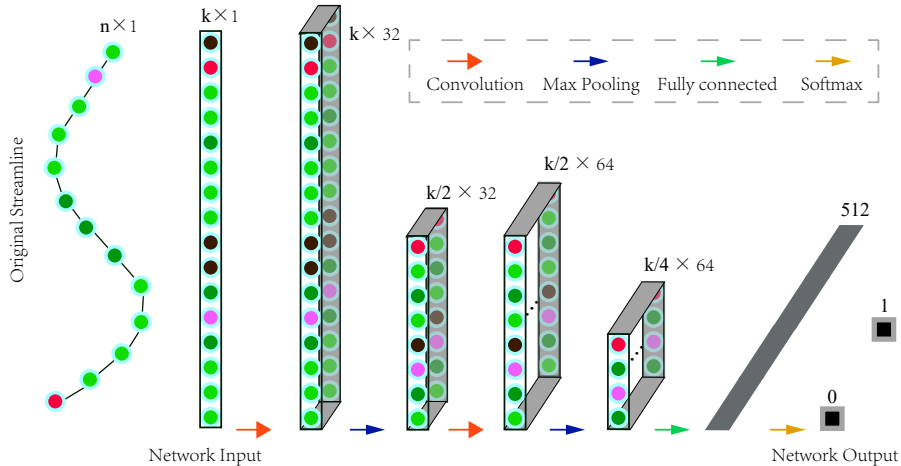 n×1
k×1
k× 32
Convolution
Max Pooling
Fully connected
Softmax
Original Streamline
k/2 × 32
k/2 × 64
k/4 × 64
512
1
0
Network Input
Network Output